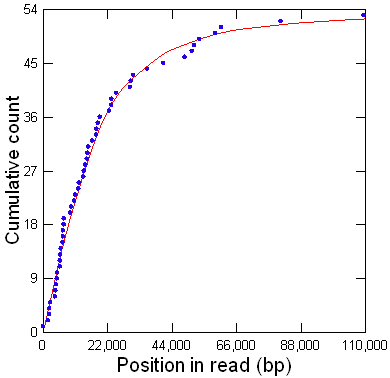 54
45
36
27
18
9
0
Cumulative count
0 22,000 44,000 66,000 88,000 110,000
Position in read (bp)